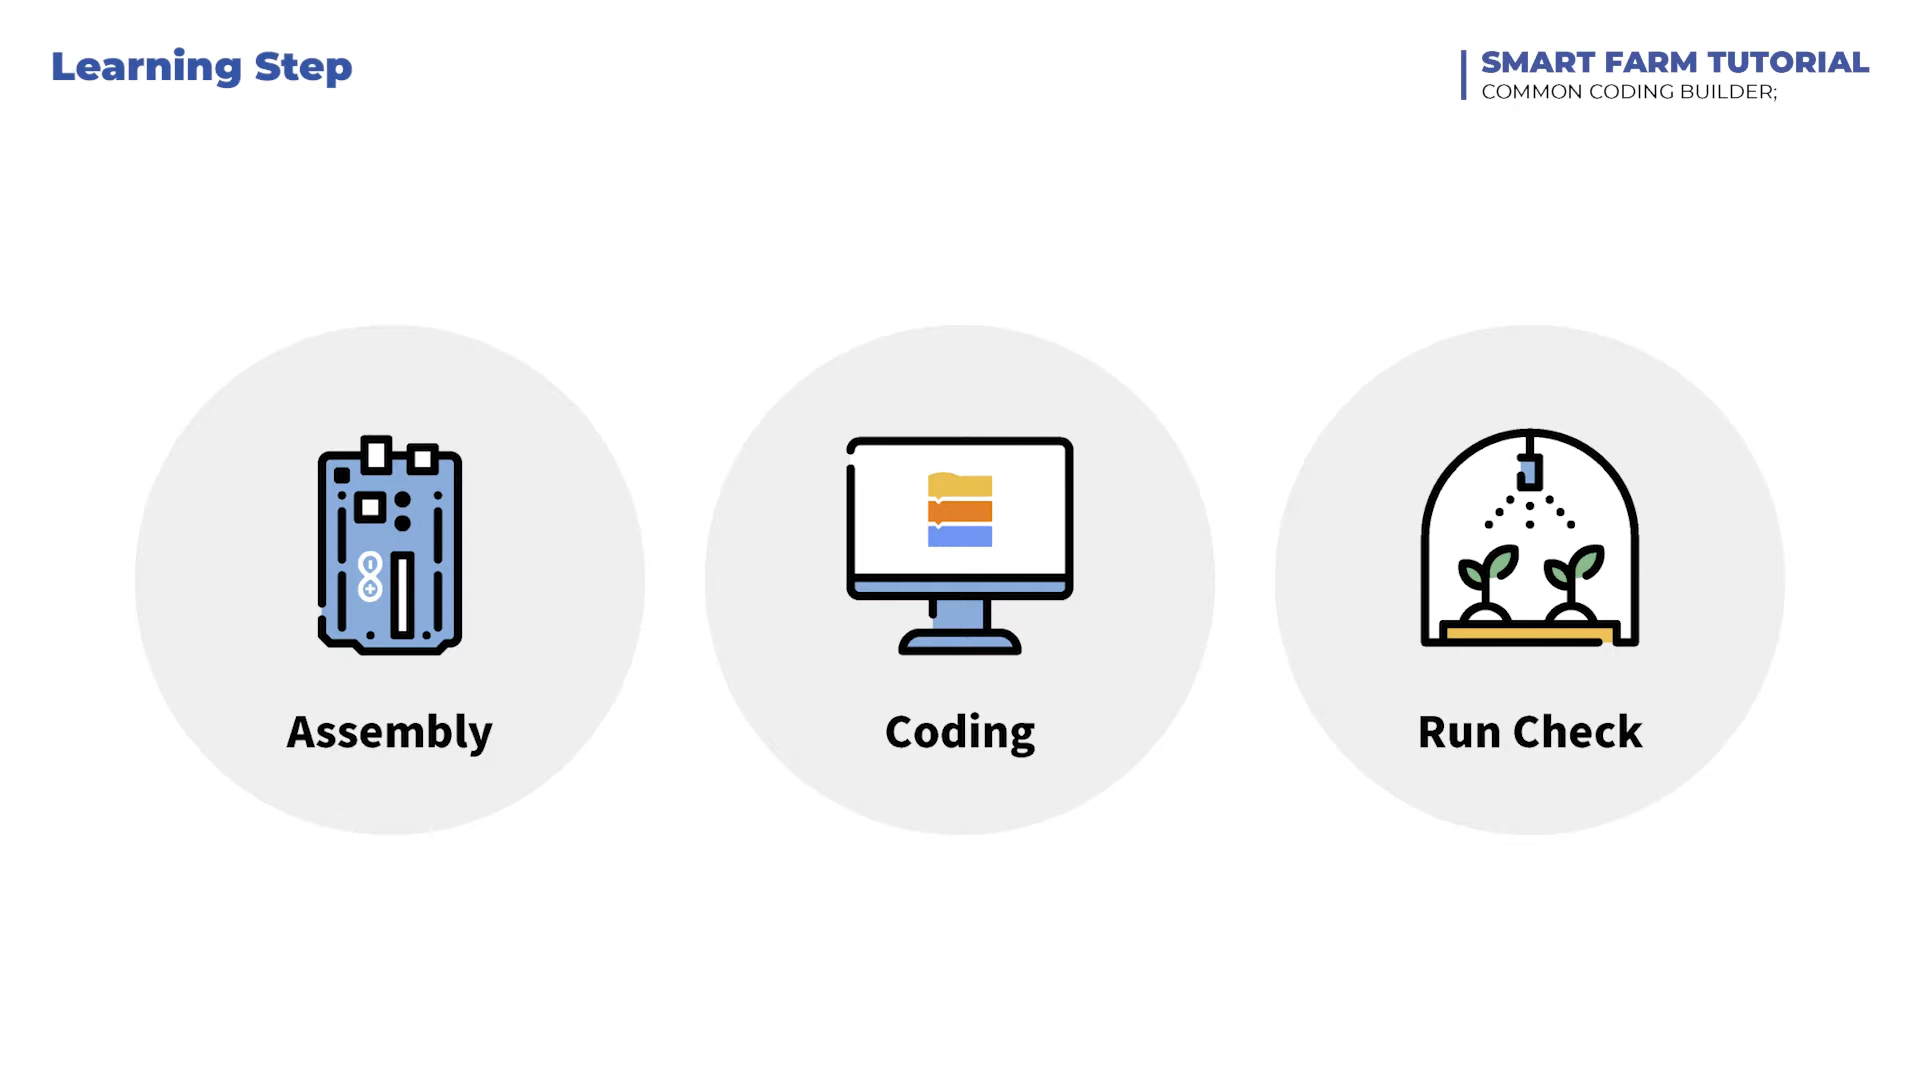 Learning Step
SMART FARM TUTORIAL
COMMON CODING BUILDER;
Assembly
Coding
Run Check